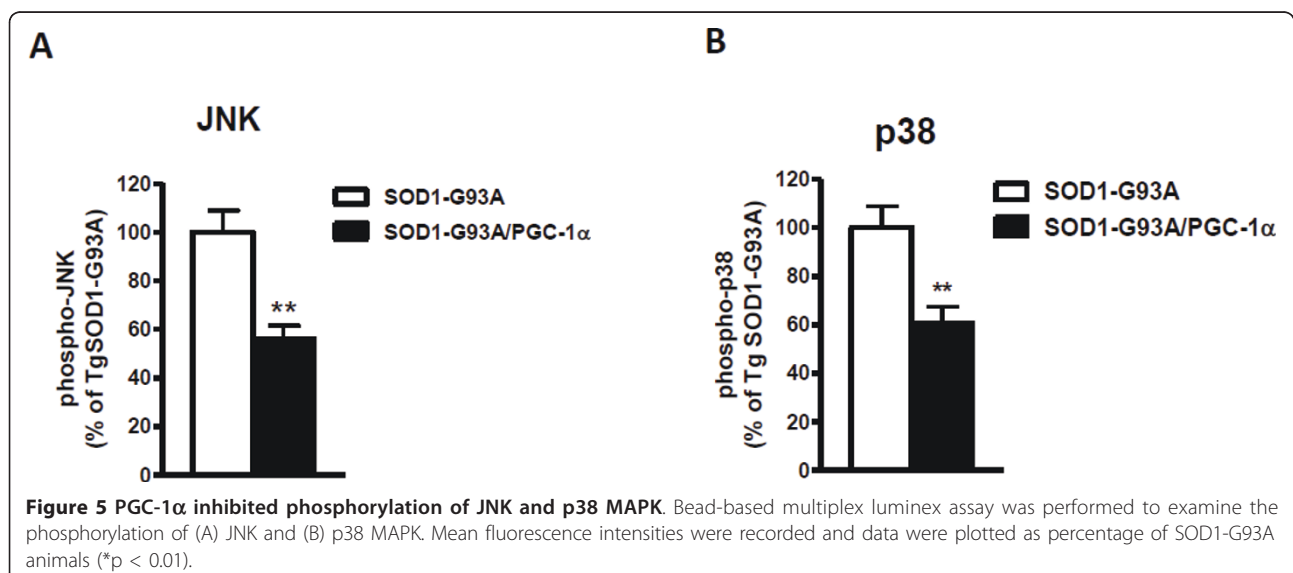 A
JNK
phospho-JNK
(% of TgSOD1-G93A)
120
100
80
60
40
20
0
**
SOD1-G93A
SOD1-G93A/PGC-1α
B
p38
phospho-p38
(% of Tg SOD1-G93A)
120
100
80
60
40
20
0
**
SOD1-G93A
SOD1-G93A/PGC-1α
Figure 5 PGC-1α inhibited phosphorylation of JNK and p38 MAPK. Bead-based multiplex luminex assay was performed to examine the
phosphorylation of (A) JNK and (B) p38 MAPK. Mean fluorescence intensities were recorded and data were plotted as percentage of SOD1-G93A
animals (*p < 0.01).